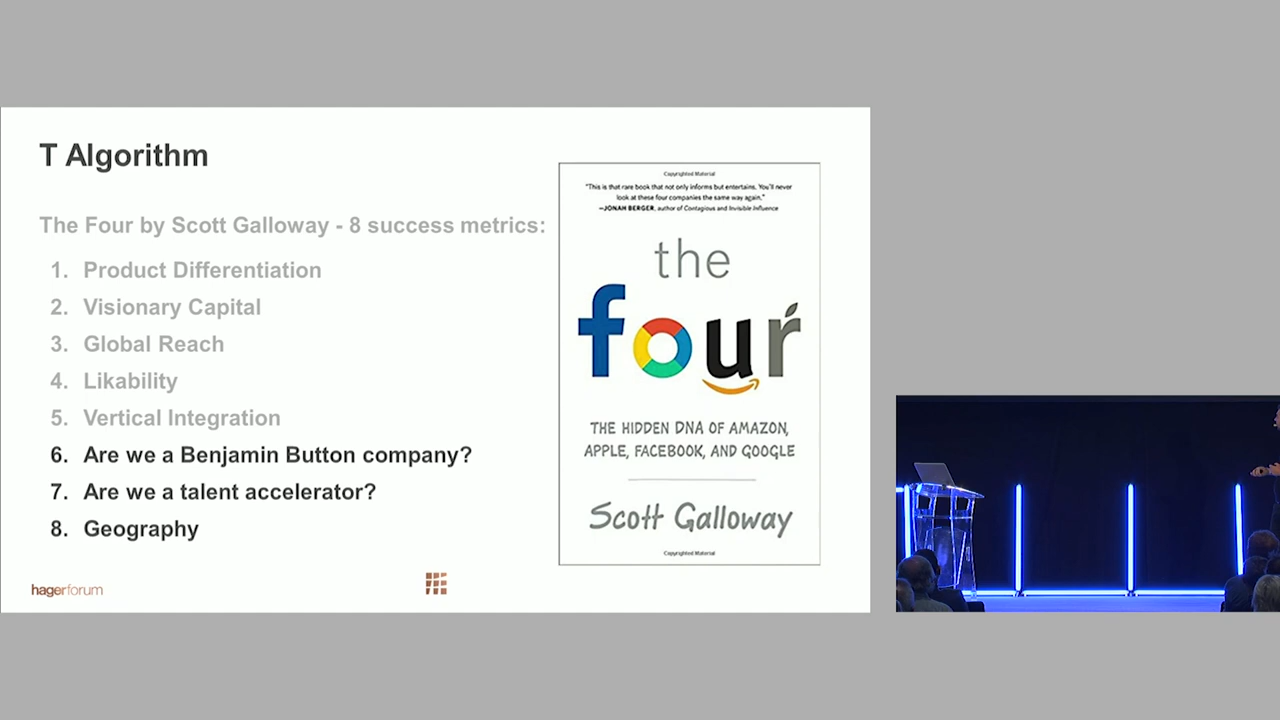 T Algorithm
The Four by Scott Galloway - 8 success metrics:
1. Product Differentiation
2. Visionary Capital
3. Global Reach
4. Likability
5. Vertical Integration
6. Are we a Benjamin Button company?
7. Are we a talent accelerator?
8. Geography
hagerforum
Copyrighted Material
"This is that rare book that not only informs but entertains. You'll never
look at these four companies the same way again."
—JONAH BERGER, author of Contagious and Invisible Influence
the
four
THE HIDDEN DNA OF AMAZON,
APPLE, FACEBOOK, AND GOOGLE
Scott Galloway
Copyrighted Material